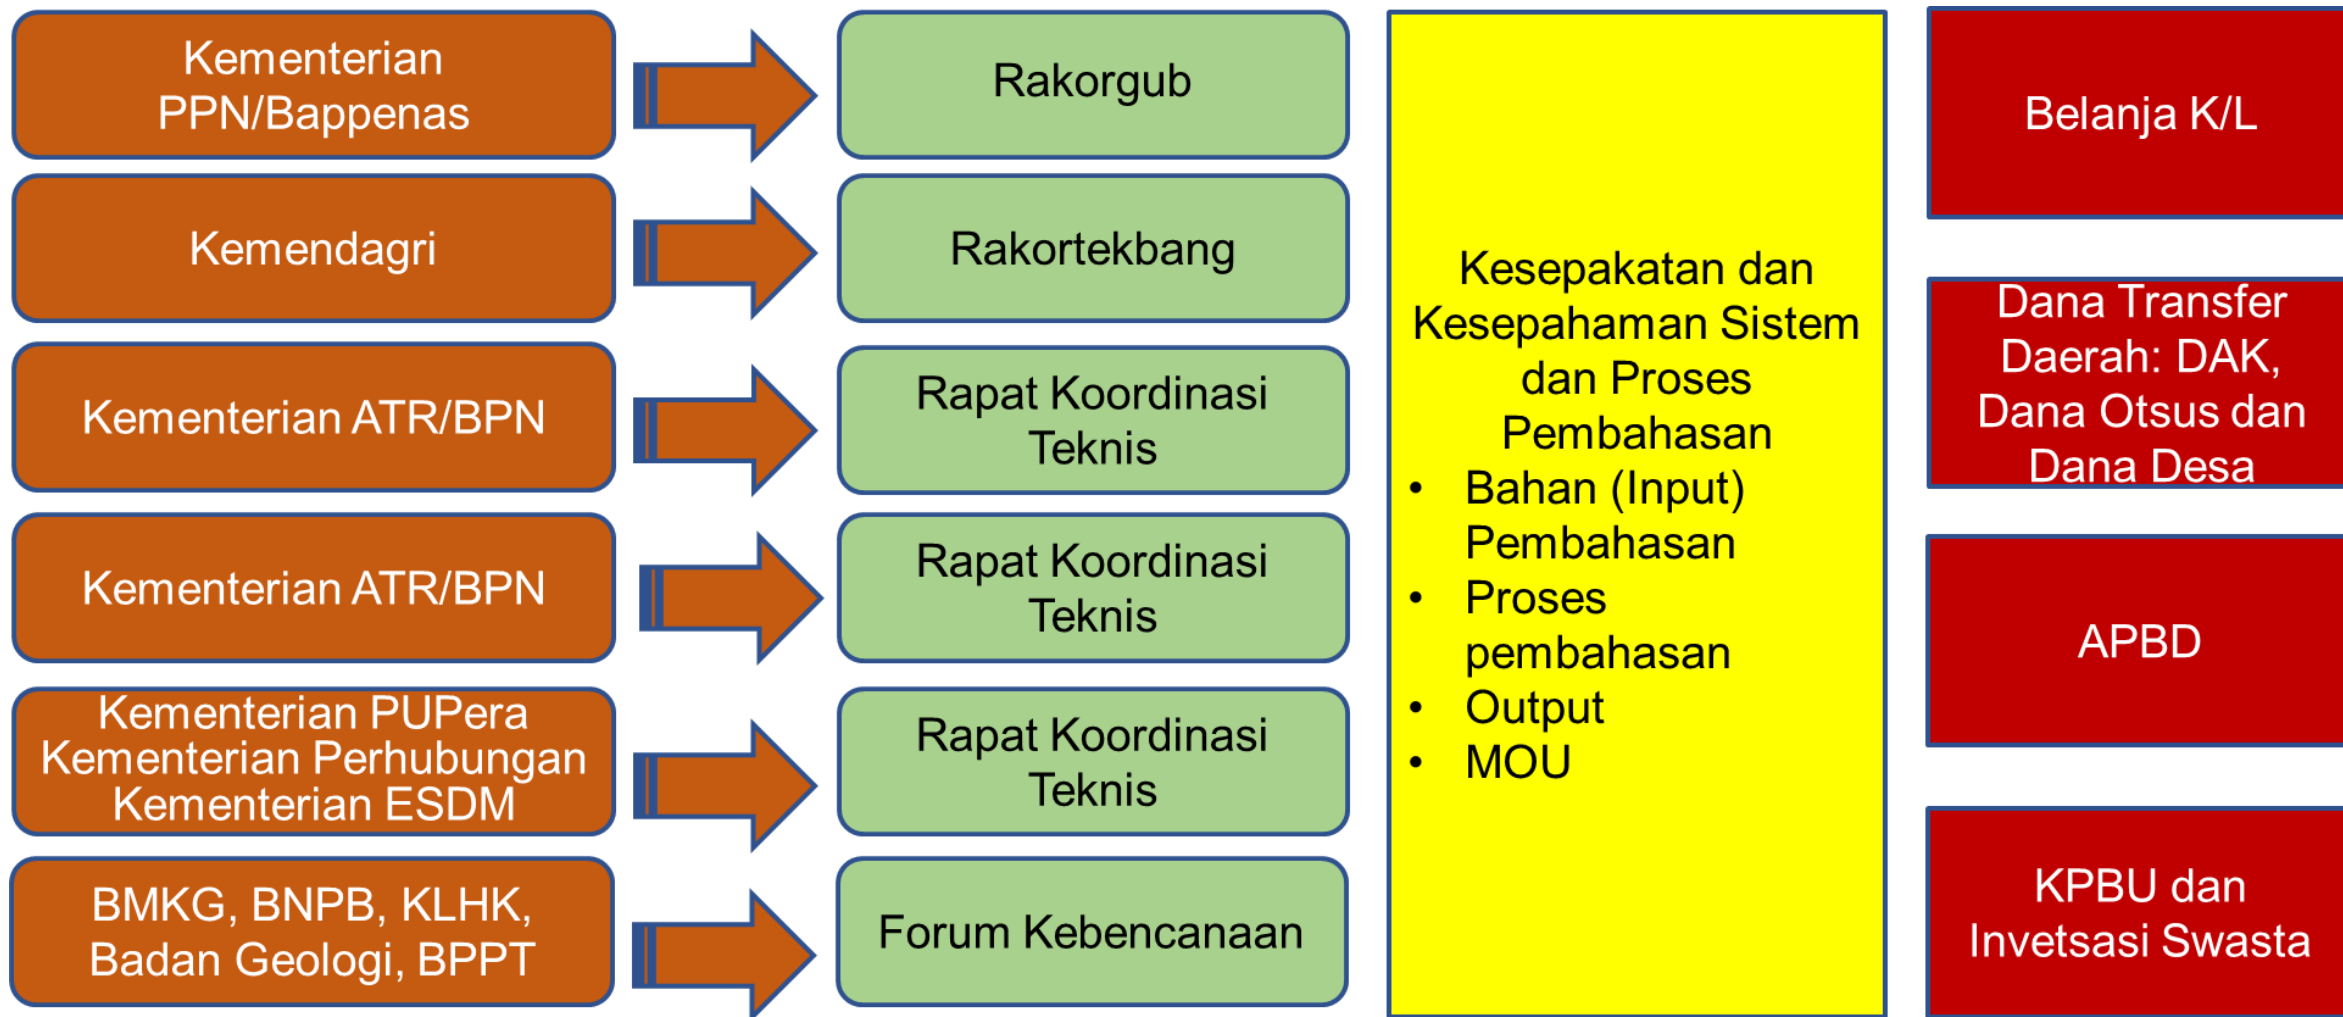 Kementerian
PPN/Bappenas
Rakorgub
Kemendagri
Rakortekbang
Kementerian ATR/BPN
Rapat Koordinasi
Teknis
Kementerian ATR/BPN
Rapat Koordinasi
Teknis
Kementerian PUPera
Kementerian Perhubungan
Kementerian ESDM
Rapat Koordinasi
Teknis
BMKG, BNPB, KLHK,
Badan Geologi, BPPT
Forum Kebencanaan
Kesepakatan dan
Kesepahaman Sistem
dan Proses
Pembahasan
• Bahan (Input)
Pembahasan
• Proses
pembahasan
• Output
• MOU
Belanja K/L
Dana Transfer
Daerah: DAK,
Dana Otsus dan
Dana Desa
APBD
KPBU dan
Invetsasi Swasta